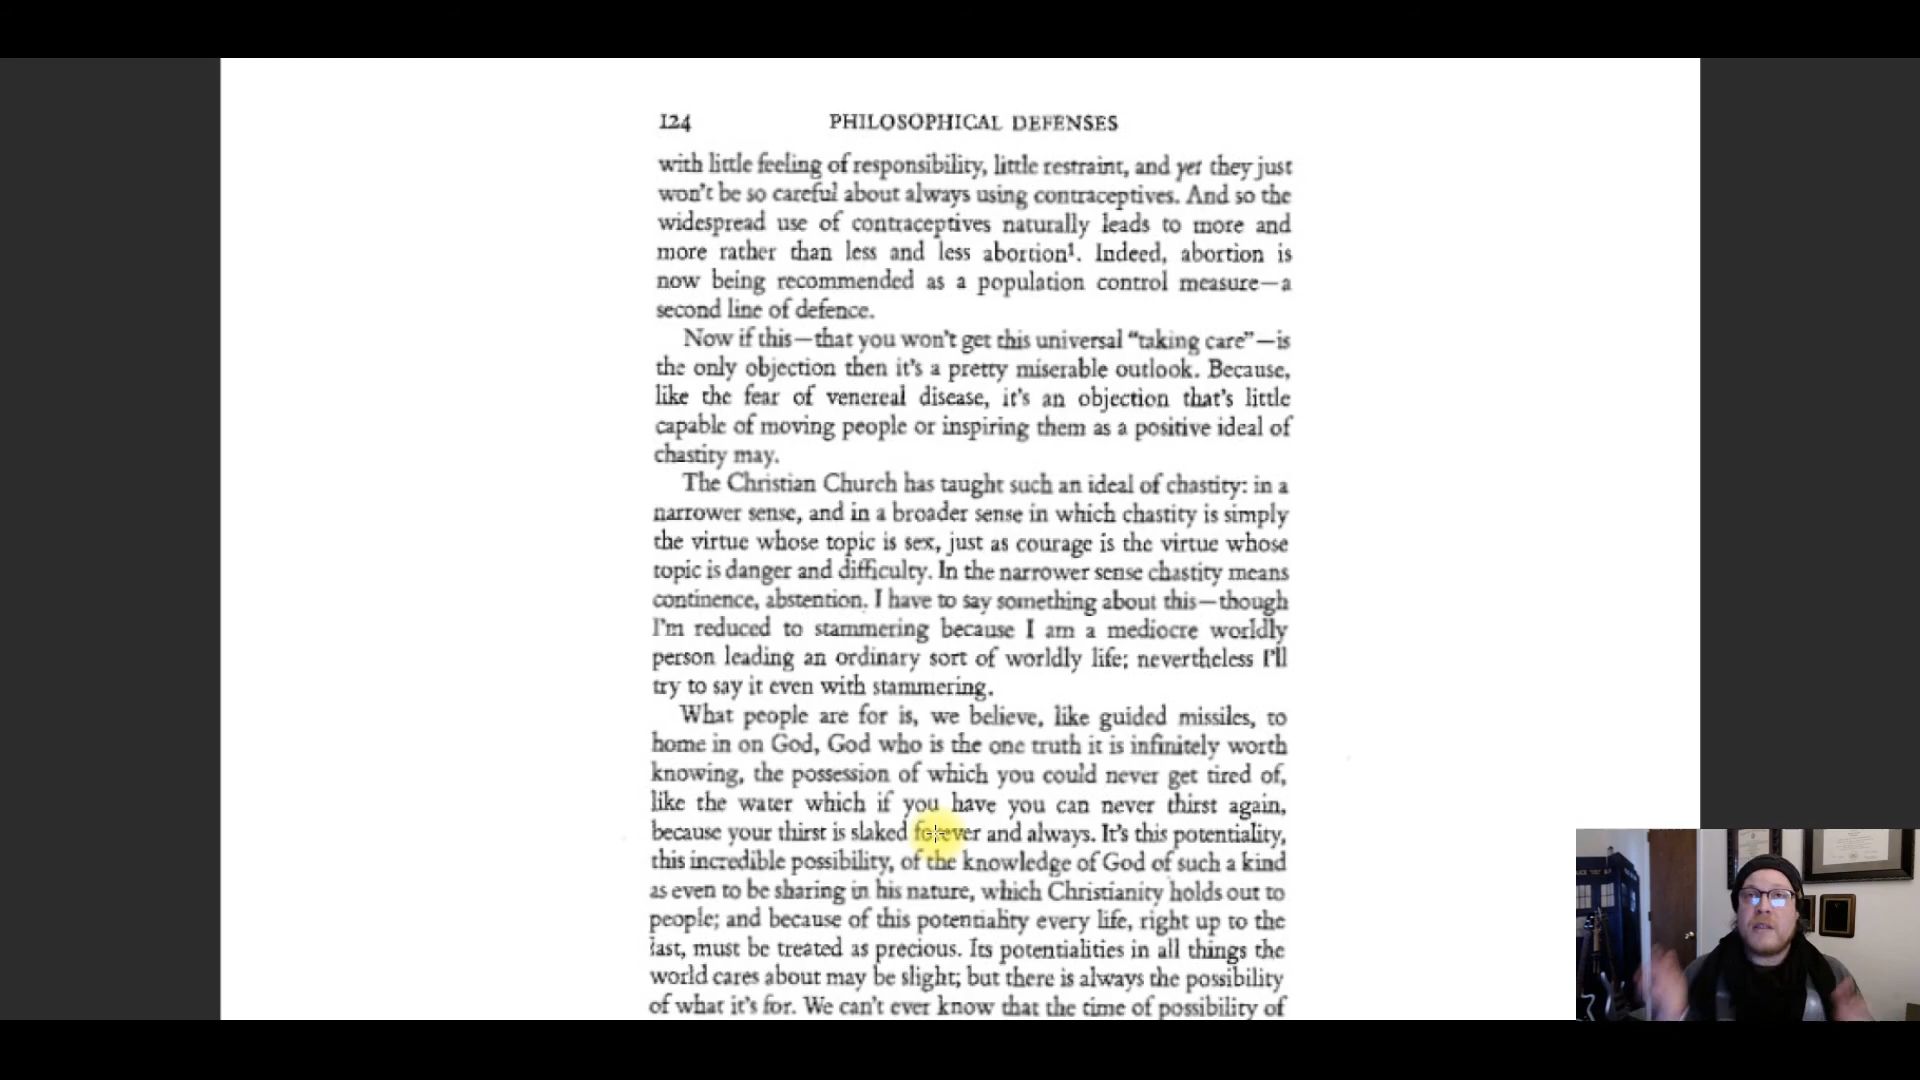 124 PHILOSOPHICAL DEFENSES
with little feeling of responsibility, little restraint, and yet they just
won't be so careful about always using contraceptives. And so the
widespread use of contraceptives naturally leads to more and
more rather than less and less abortion¹. Indeed, abortion is
now being recommended as a population control measure—a
second line of defence.
Now if this—that you won't get this universal "taking care"—is
the only objection then it's a pretty miserable outlook. Because,
like the fear of venereal disease, it's an objection that's little
capable of moving people or inspiring them as a positive ideal of
chastity may.
The Christian Church has taught such an ideal of chastity: in a
narrower sense, and in a broader sense in which chastity is simply
the virtue whose topic is sex, just as courage is the virtue whose
topic is danger and difficulty. In the narrower sense chastity means
continence, abstention. I have to say something about this—though
I'm reduced to stammering because I am a mediocre worldly
person leading an ordinary sort of worldly life; nevertheless I'll
try to say it even with stammering.
What people are for is, we believe, like guided missiles, to
home in on God, God who is the one truth it is infinitely worth
knowing, the possession of which you could never get tired of,
like the water which if you have you can never thirst again,
because your thirst is slaked forever and always. It's this potentiality,
this incredible possibility, of the knowledge of God of such a kind
as even to be sharing in his nature, which Christianity holds out to
people; and because of this potentiality every life, right up to the
last, must be treated as precious. Its potentialities in all things the
world cares about may be slight; but there is always the possibility
of what it's for. We can't ever know that the time of possibility of